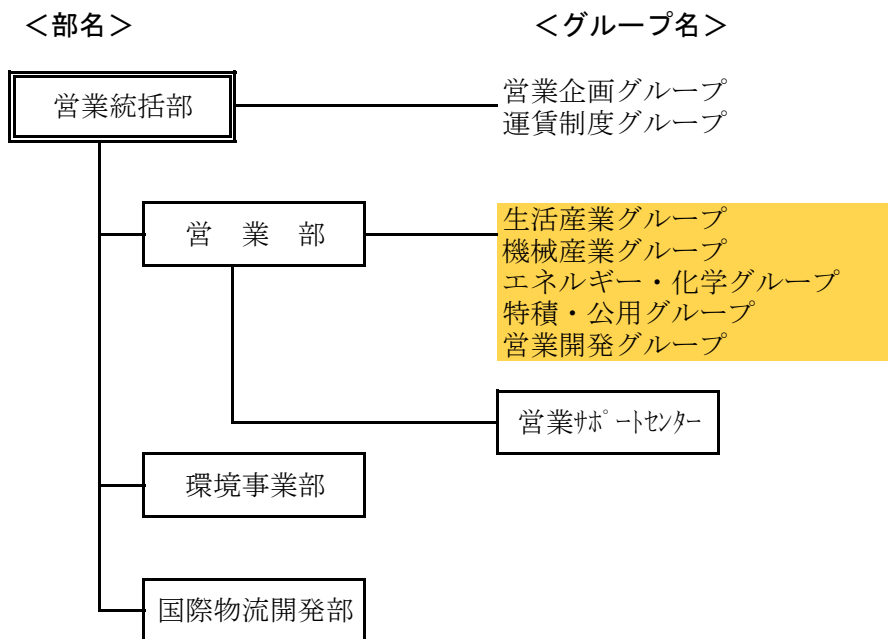 <部名>
<グループ名>
営業統括部
営業企画グループ
運賃制度グループ
営 業 部
生活産業グループ
機械産業グループ
エネルギー・化学グループ
特積・公用グループ
営業開発グループ
営業ｻﾎﾟｰﾄｾﾝﾀｰ
環境事業部
国際物流開発部